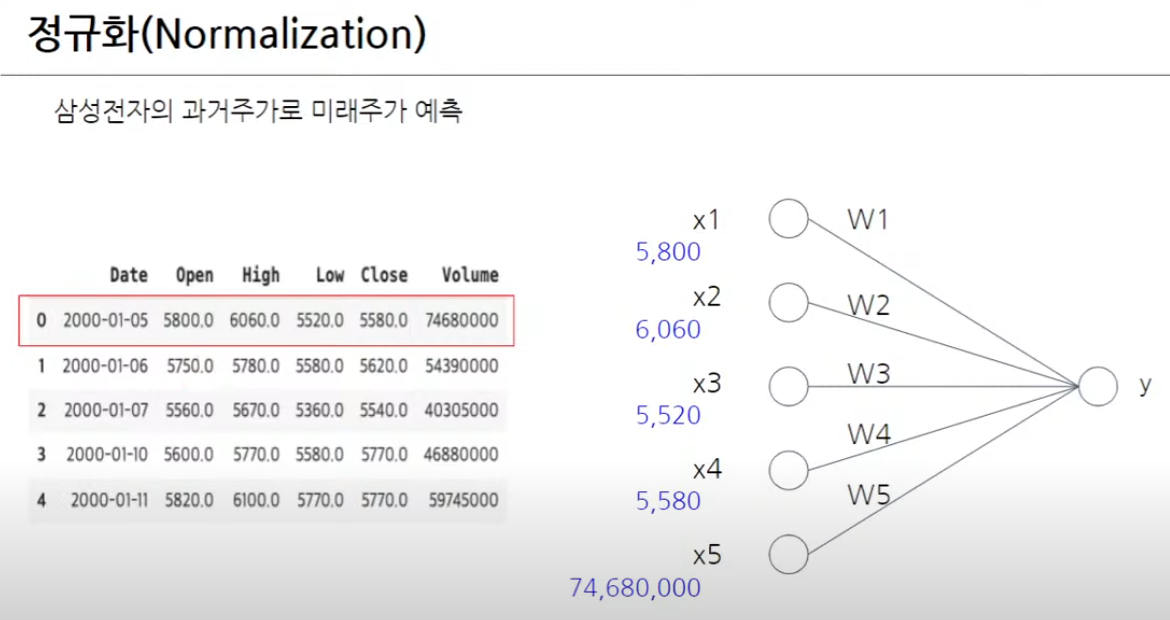 정규화(Normalization)
삼성전자의 과거주가로 미래주가 예측
Date Open High Low Close Volume
0 2000-01-05 5800.0 6060.0 5520.0 5580.0 74680000
1 2000-01-06 5750.0 5780.0 5580.0 5620.0 54390000
2 2000-01-07 5560.0 5670.0 5360.0 5540.0 40305000
3 2000-01-10 5600.0 5770.0 5580.0 5770.0 46880000
4 2000-01-11 5820.0 6100.0 5770.0 5770.0 59745000
x1 W1
5,800
x2 W2
6,060
x3 W3
5,520
y
x4 W4
5,580
W5
x5
74,680,000